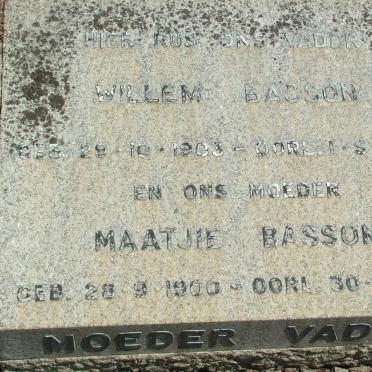 HIER RUS ONS VADER
WILLEM BASSON
GEB. 29·10·1903 - OORL. 1·5
EN ONS MOEDER
MAATJIE BASSON
GEB. 28·9·1900 - OORL. 30·
MOEDER VAD